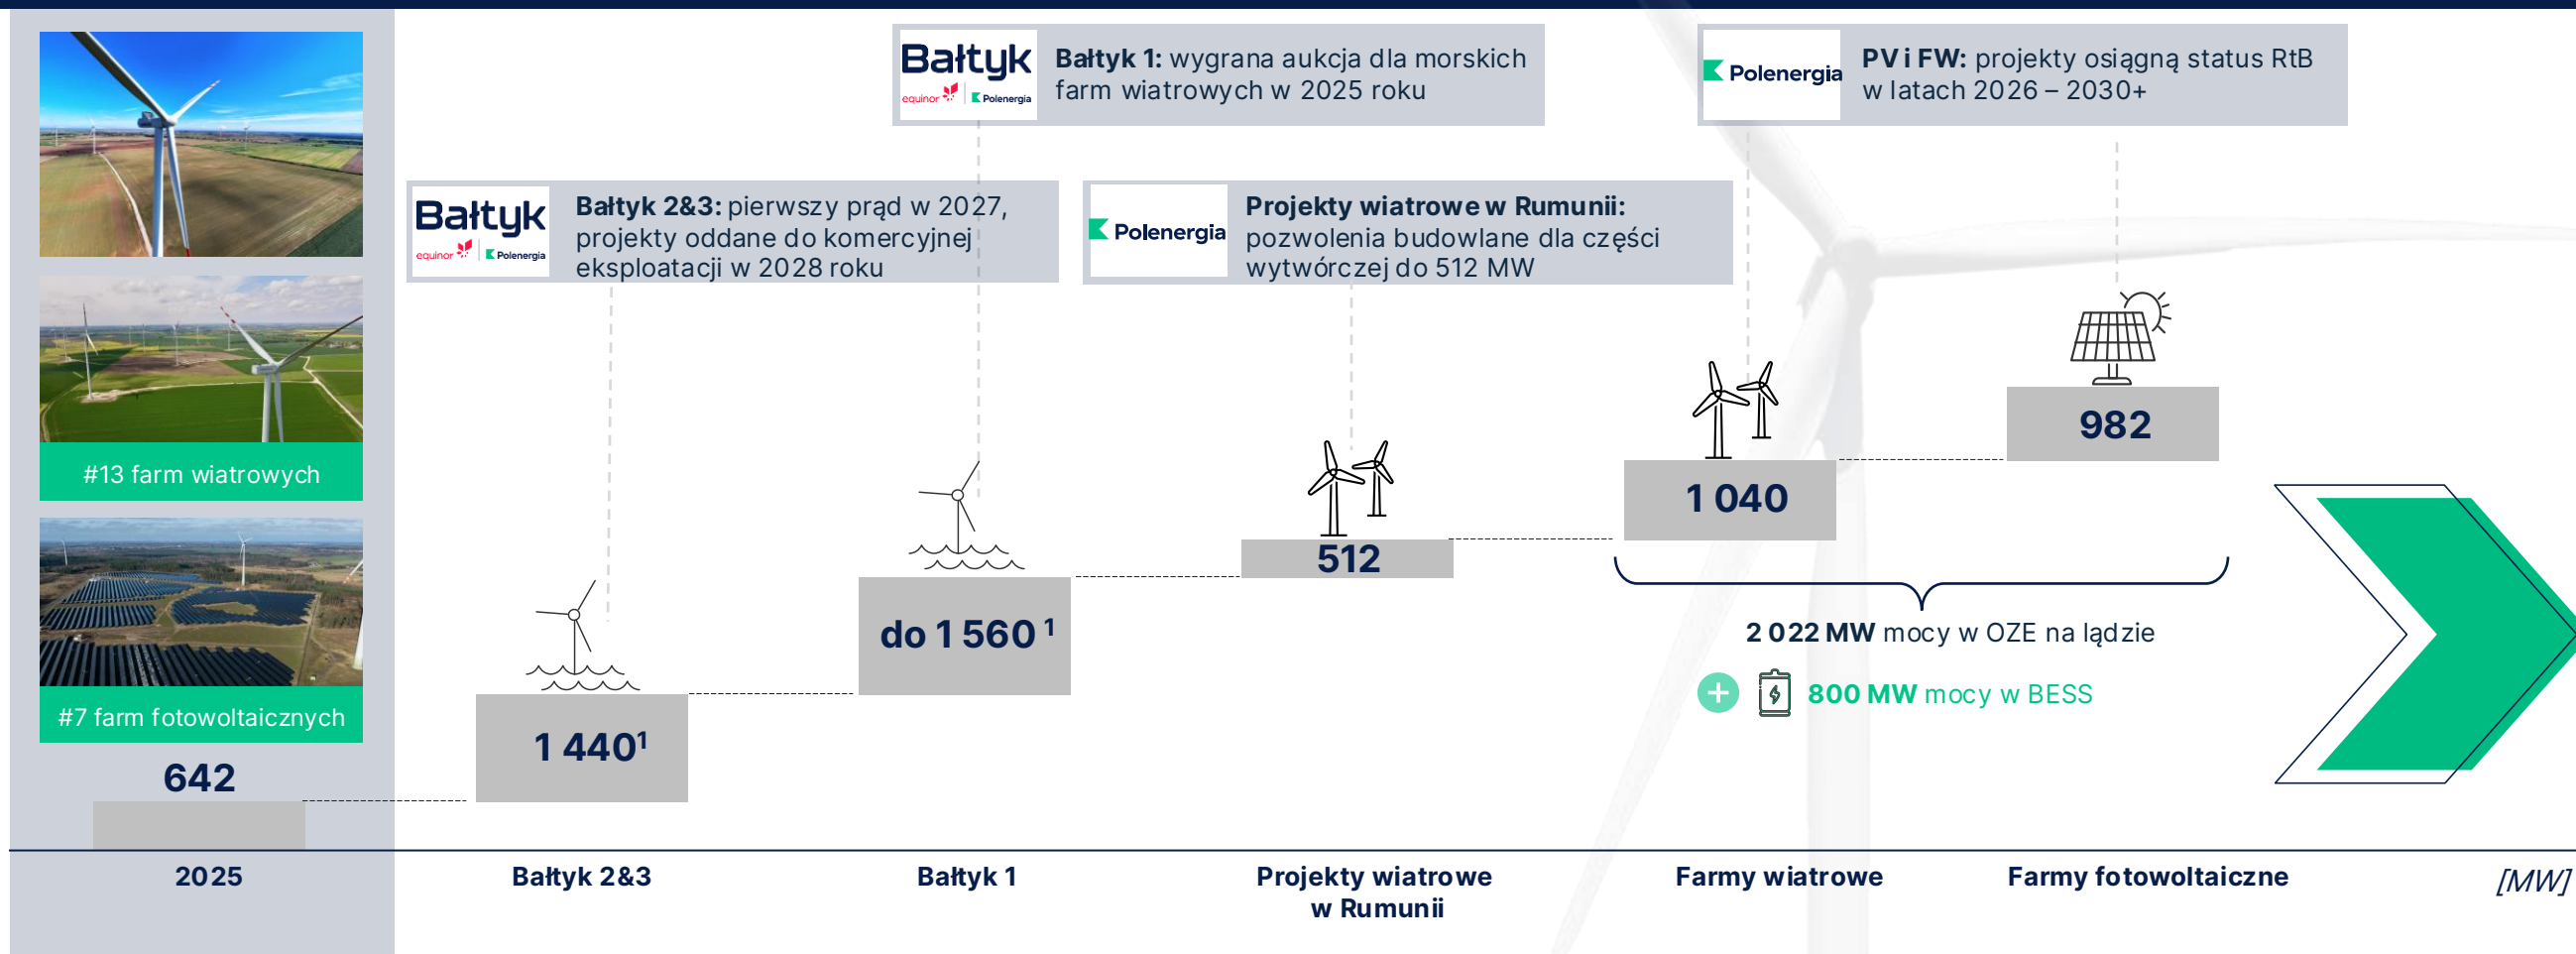 Bałtyk
equinor | Polenergia
Bałtyk 1: wygrana aukcja dla morskich
farm wiatrowych w 2025 roku
Polenergia
PV i FW: projekty osiągną status RtB
w latach 2026 – 2030+
Bałtyk
equinor | Polenergia
Bałtyk 2&3: pierwszy prąd w 2027,
projekty oddane do komercyjnej
eksploatacji w 2028 roku
Polenergia
Projekty wiatrowe w Rumunii:
pozwolenia budowlane dla części
wytwórczej do 512 MW
#13 farm wiatrowych
#7 farm fotowoltaicznych
642
1 440¹
do 1 560 ¹
512
1 040
982
2 022 MW mocy w OZE na lądzie
+ 800 MW mocy w BESS
2025
Bałtyk 2&3
Bałtyk 1
Projekty wiatrowe
w Rumunii
Farmy wiatrowe
Farmy fotowoltaiczne
[MW]